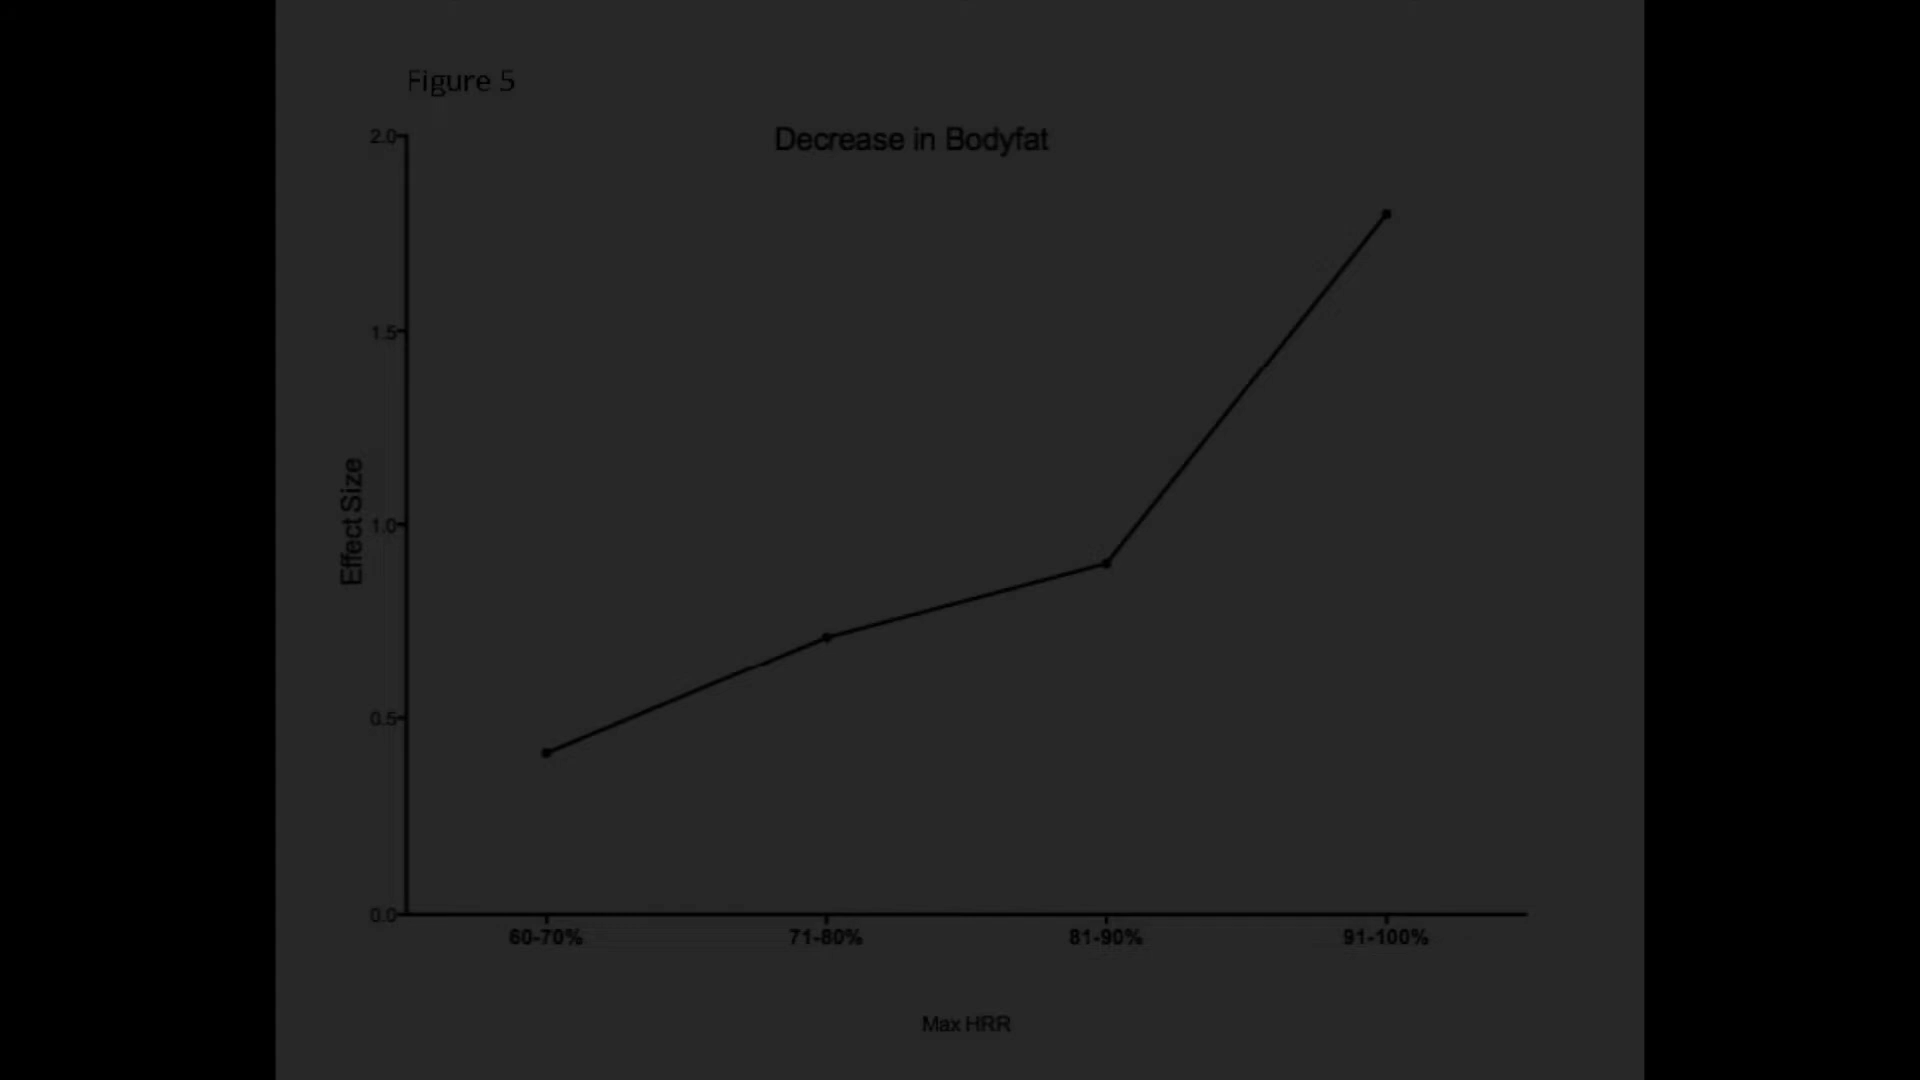 Figure 5
Decrease in Bodyfat
2.0
1.5
1.0
0.5
0.0
Effect Size
60-70%
71-80%
81-90%
91-100%
Max HRR